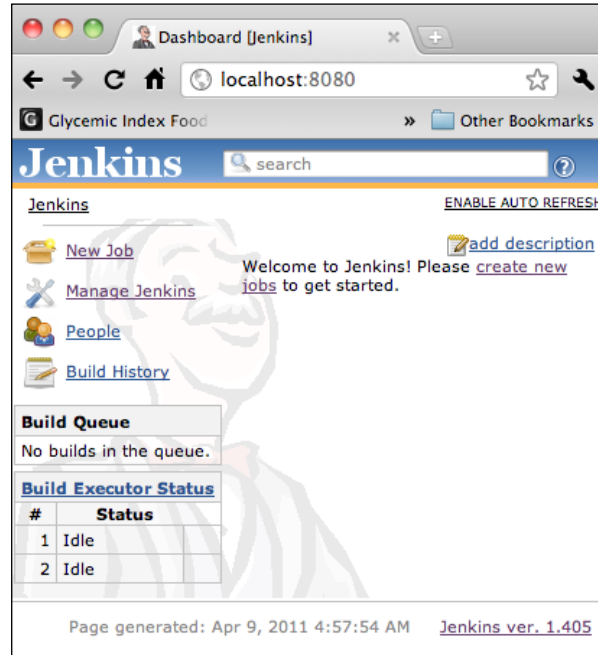 Dashboard [Jenkins]
localhost:8080
G Glycemic Index Food
» Other Bookmarks
Jenkins
search
?
Jenkins
ENABLE AUTO REFRESH
add description
New Job
Manage Jenkins
People
Build History
Welcome to Jenkins! Please create new
jobs to get started.
Build Queue
No builds in the queue.
Build Executor Status
# Status
1 Idle
2 Idle
Page generated: Apr 9, 2011 4:57:54 AM
Jenkins ver. 1.405